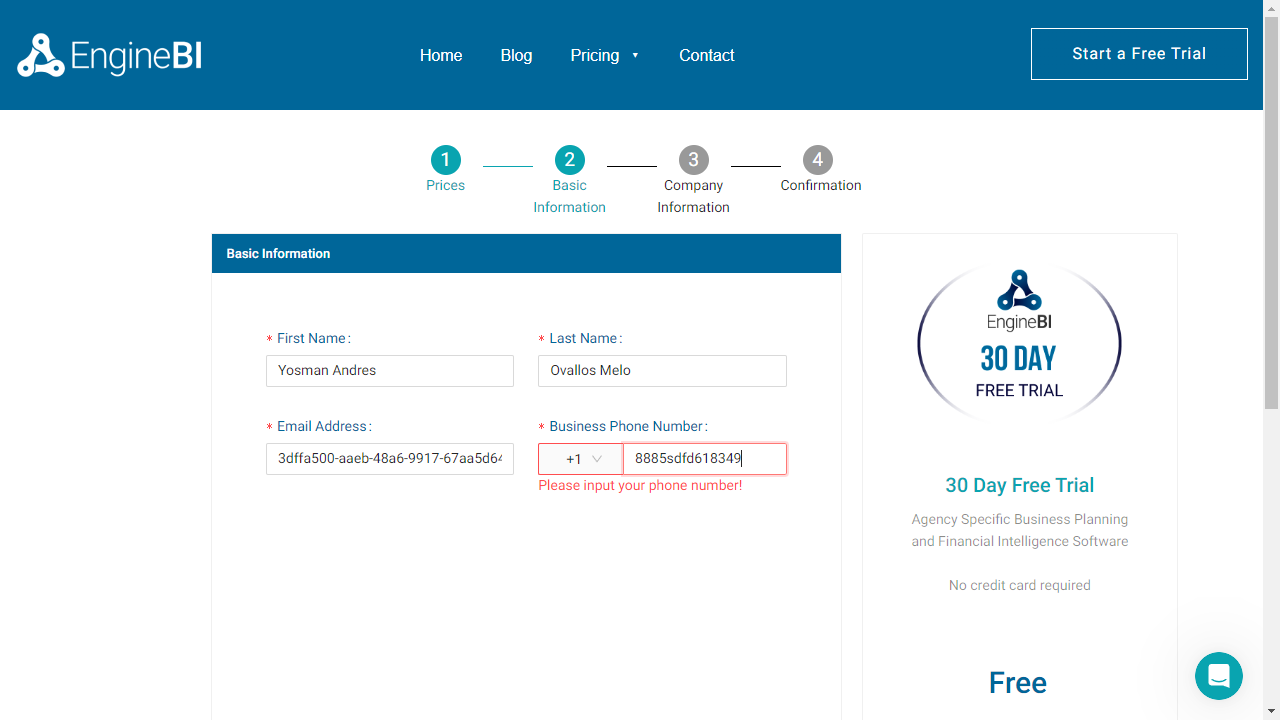 EngineBI
Home Blog Pricing Contact
Start a Free Trial
1 2 3 4
Prices Basic Information Company Information Confirmation
Basic Information
* First Name: * Last Name:
Yosman Andres Ovallos Melo
* Email Address: * Business Phone Number:
3dffa500-aaeb-48a6-9917-67aa5d64 +1 8885sdfd618349
Please input your phone number!
EngineBI
30 DAY
FREE TRIAL
30 Day Free Trial
Agency Specific Business Planning
and Financial Intelligence Software
No credit card required
Free